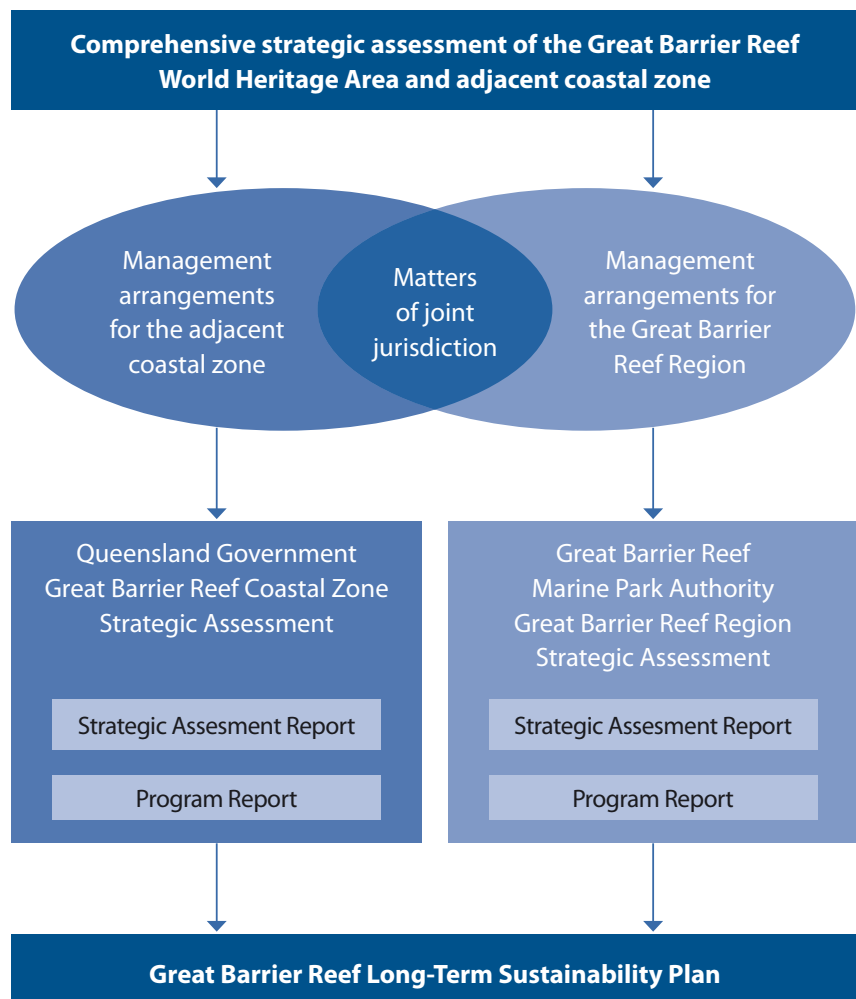 Comprehensive strategic assessment of the Great Barrier Reef
World Heritage Area and adjacent coastal zone
Management
arrangements
for the adjacent
coastal zone
Matters
of joint
jurisdiction
Management
arrangements for
the Great Barrier
Reef Region
Queensland Government
Great Barrier Reef Coastal Zone
Strategic Assessment
Strategic Assesment Report
Program Report
Great Barrier Reef
Marine Park Authority
Great Barrier Reef Region
Strategic Assessment
Strategic Assesment Report
Program Report
Great Barrier Reef Long-Term Sustainability Plan